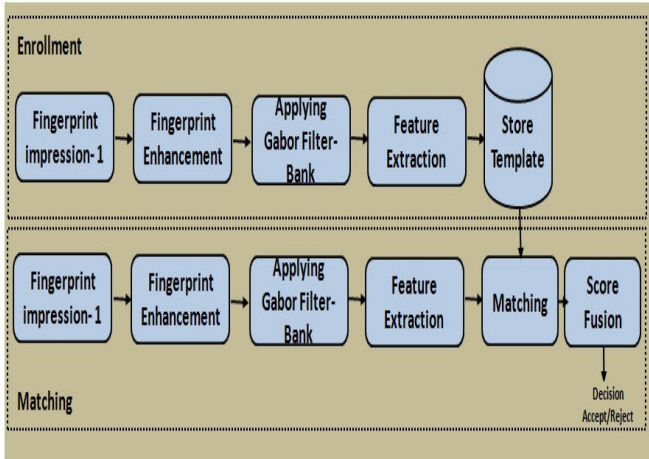 Enrollment
Fingerprint
impression- 1
Fingerprint
Enhancement
Applying
Gabor Filter-
Bank
Feature
Extraction
Store
Template
Fingerprint
impression- 1
Fingerprint
Enhancement
Applying
Gabor Filter-
Bank
Feature
Extraction
Matching
Score
Fusion
Decision
Accept/Reject
Matching